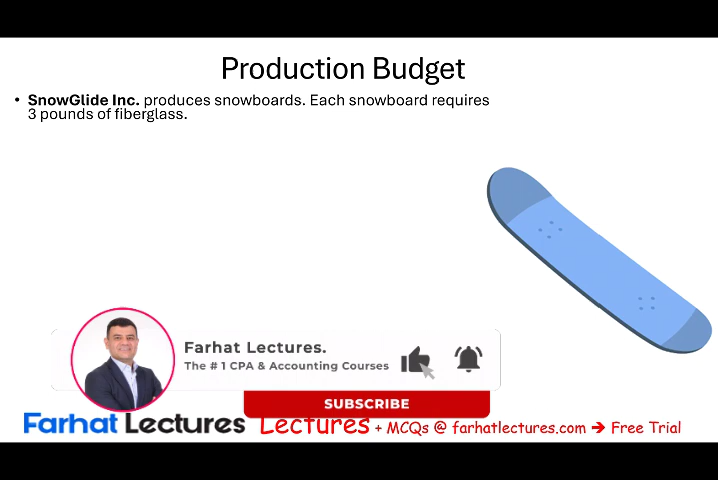 Production Budget
• SnowGlide Inc. produces snowboards. Each snowboard requires
3 pounds of fiberglass.
Farhat Lectures.
The # 1 CPA & Accounting Courses
SUBSCRIBE
Farhat Lectures Lectures + MCQs @ farhatlectures.com → Free Trial